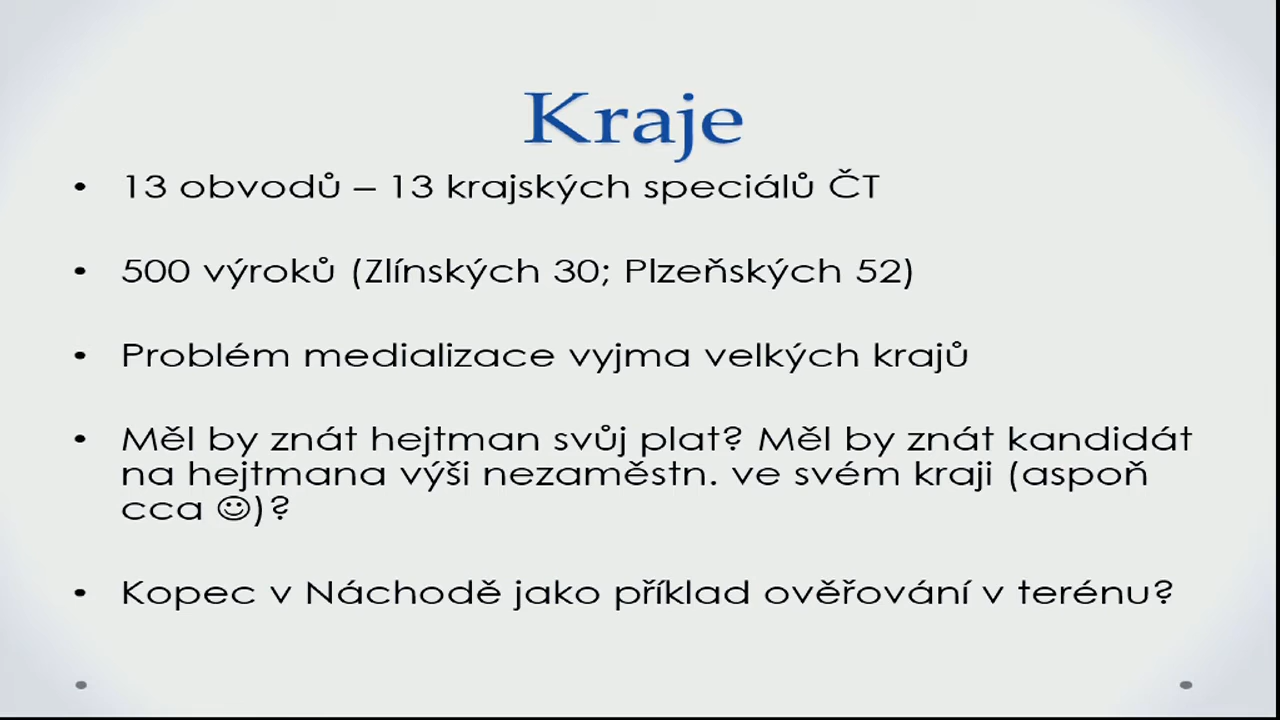 Kraje
• 13 obvodů – 13 krajských speciálů ČT
• 500 výroků (Zlínských 30; Plzeňských 52)
• Problém medializace vyjma velkých krajů
• Měl by znát hejtman svůj plat? Měl by znát kandidát
na hejtmana výši nezaměstn. ve svém kraji (aspoň
cca ☺)?
• Kopec v Náchodě jako příklad ověřování v terénu?